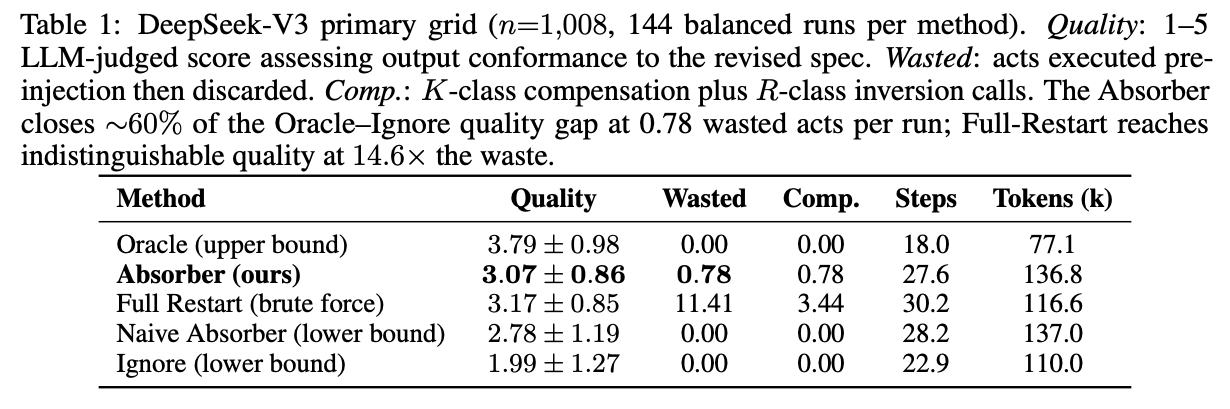 Table 1: DeepSeek-V3 primary grid (n=1,008, 144 balanced runs per method). Quality: 1–5
LLM-judged score assessing output conformance to the revised spec. Wasted: acts executed pre-
injection then discarded. Comp.: K-class compensation plus R-class inversion calls. The Absorber
closes ~60% of the Oracle–Ignore quality gap at 0.78 wasted acts per run; Full-Restart reaches
indistinguishable quality at 14.6× the waste.
Method Quality Wasted Comp. Steps Tokens (k)
Oracle (upper bound) 3.79 ± 0.98 0.00 0.00 18.0 77.1
Absorber (ours) 3.07 ± 0.86 0.78 0.78 27.6 136.8
Full Restart (brute force) 3.17 ± 0.85 11.41 3.44 30.2 116.6
Naive Absorber (lower bound) 2.78 ± 1.19 0.00 0.00 28.2 137.0
Ignore (lower bound) 1.99 ± 1.27 0.00 0.00 22.9 110.0